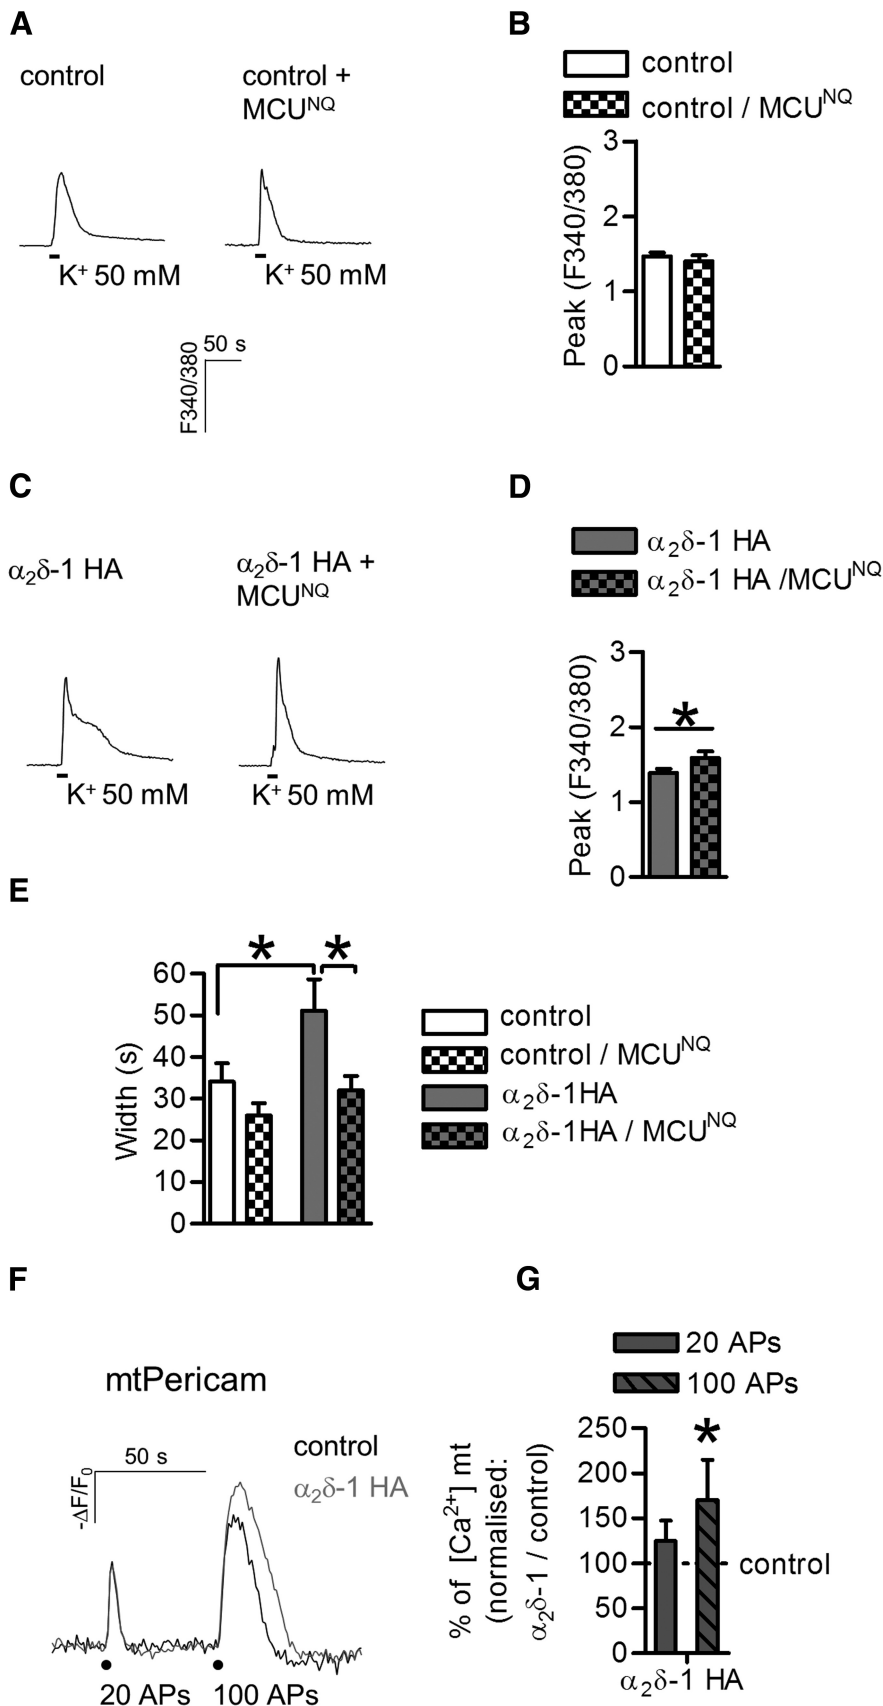 A
control
control +
MCU^NQ
K⁺ 50 mM
K⁺ 50 mM
50 s
F340/380
B
control
control / MCU^NQ
Peak (F340/380)
3
2
1
0
C
α₂δ-1 HA
α₂δ-1 HA +
MCU^NQ
K⁺ 50 mM
K⁺ 50 mM
D
α₂δ-1 HA
α₂δ-1 HA /MCU^NQ
Peak (F340/380)
3
2
1
0
*
E
Width (s)
60
50
40
30
20
10
0
* *
control
control / MCU^NQ
α₂δ-1HA
α₂δ-1HA / MCU^NQ
F
mtPericam
50 s
-ΔF/F₀
control
α₂δ-1 HA
20 APs 100 APs
G
20 APs
100 APs
% of [Ca²⁺] mt
(normalised:
α₂δ-1 / control)
250
200
150
100
50
0
*
control
α₂δ-1 HA